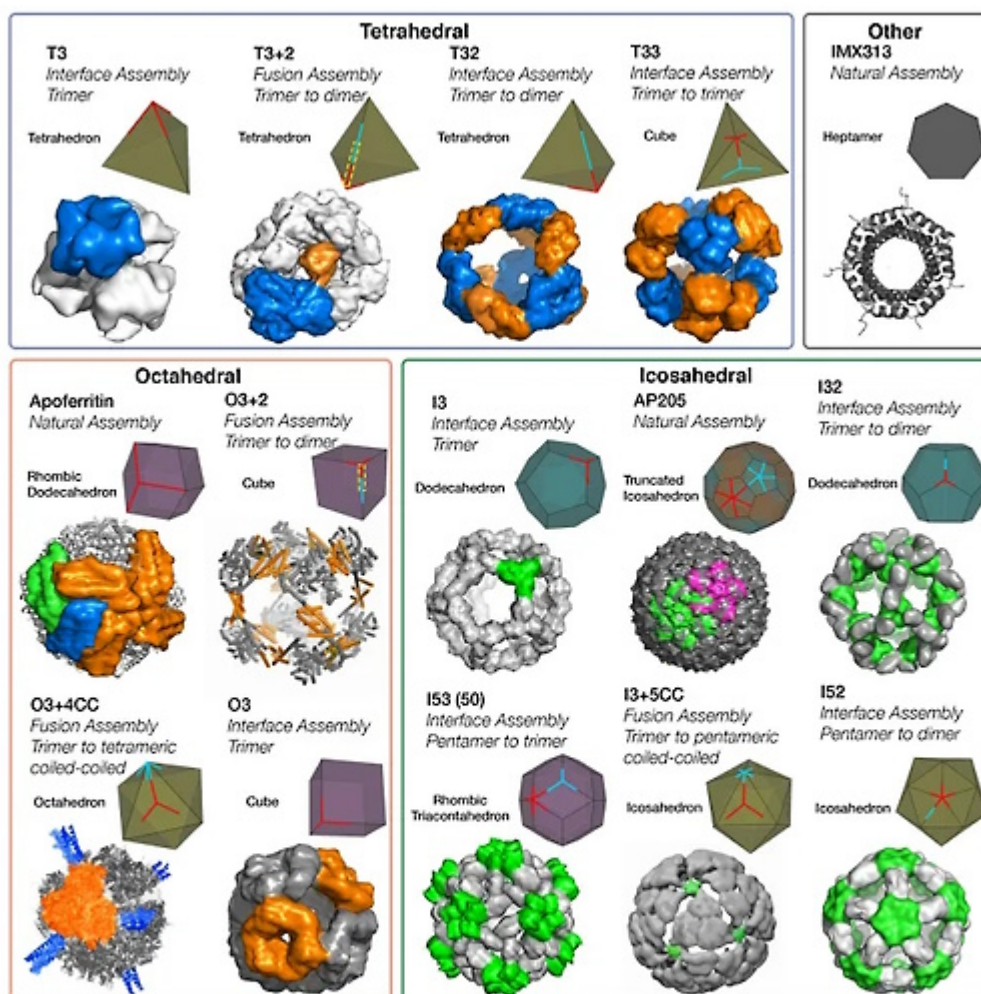 Tetrahedral
T3
Interface Assembly
Trimer
Tetrahedron
T3+2
Fusion Assembly
Trimer to dimer
Tetrahedron
T32
Interface Assembly
Trimer to dimer
Tetrahedron
T33
Interface Assembly
Trimer to trimer
Cube
Other
IMX313
Natural Assembly
Heptamer
Octahedral
Apoferritin
Natural Assembly
Rhombic
Dodecahedron
O3+2
Fusion Assembly
Trimer to dimer
Cube
O3+4CC
Fusion Assembly
Trimer to tetrameric
coiled-coiled
Octahedron
O3
Interface Assembly
Trimer
Cube
Icosahedral
I3
Interface Assembly
Trimer
Dodecahedron
AP205
Natural Assembly
Truncated
Icosahedron
I32
Interface Assembly
Trimer to dimer
Dodecahedron
I53 (50)
Interface Assembly
Pentamer to trimer
Rhombic
Triacontahedron
I3+5CC
Fusion Assembly
Trimer to pentameric
coiled-coiled
Icosahedron
I52
Interface Assembly
Pentamer to dimer
Icosahedron